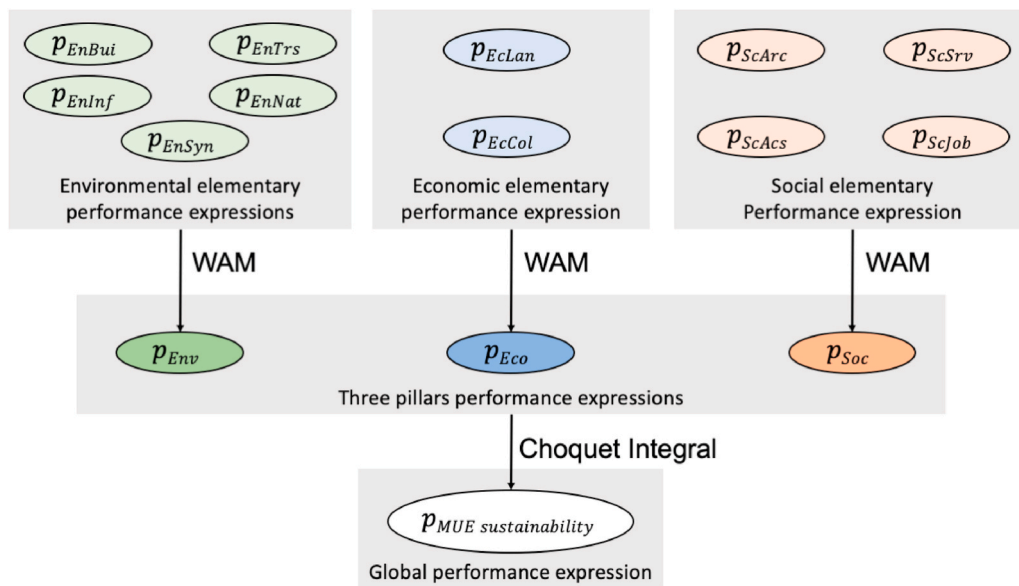 p_EnBui
p_EnTrs
p_EnInf
p_EnNat
p_EnSyn
Environmental elementary
performance expressions
p_EcLan
p_EcCol
Economic elementary
performance expression
p_ScArc
p_ScSrv
p_ScAcs
p_ScJob
Social elementary
Performance expression
WAM
WAM
WAM
p_Env
p_Eco
p_Soc
Three pillars performance expressions
Choquet Integral
p_MUE sustainability
Global performance expression